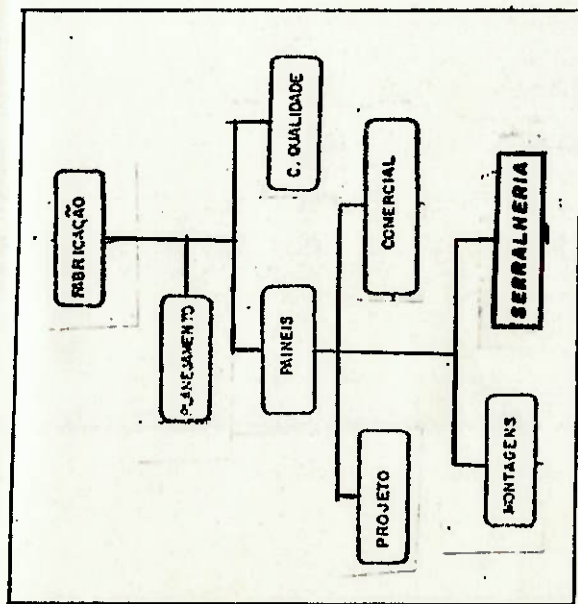 FABRICAÇÃO
PLANEJAMENTO
PAINEIS
C. QUALIDADE
PROJETO
COMERCIAL
MONTAGENS
SERRALHERIA